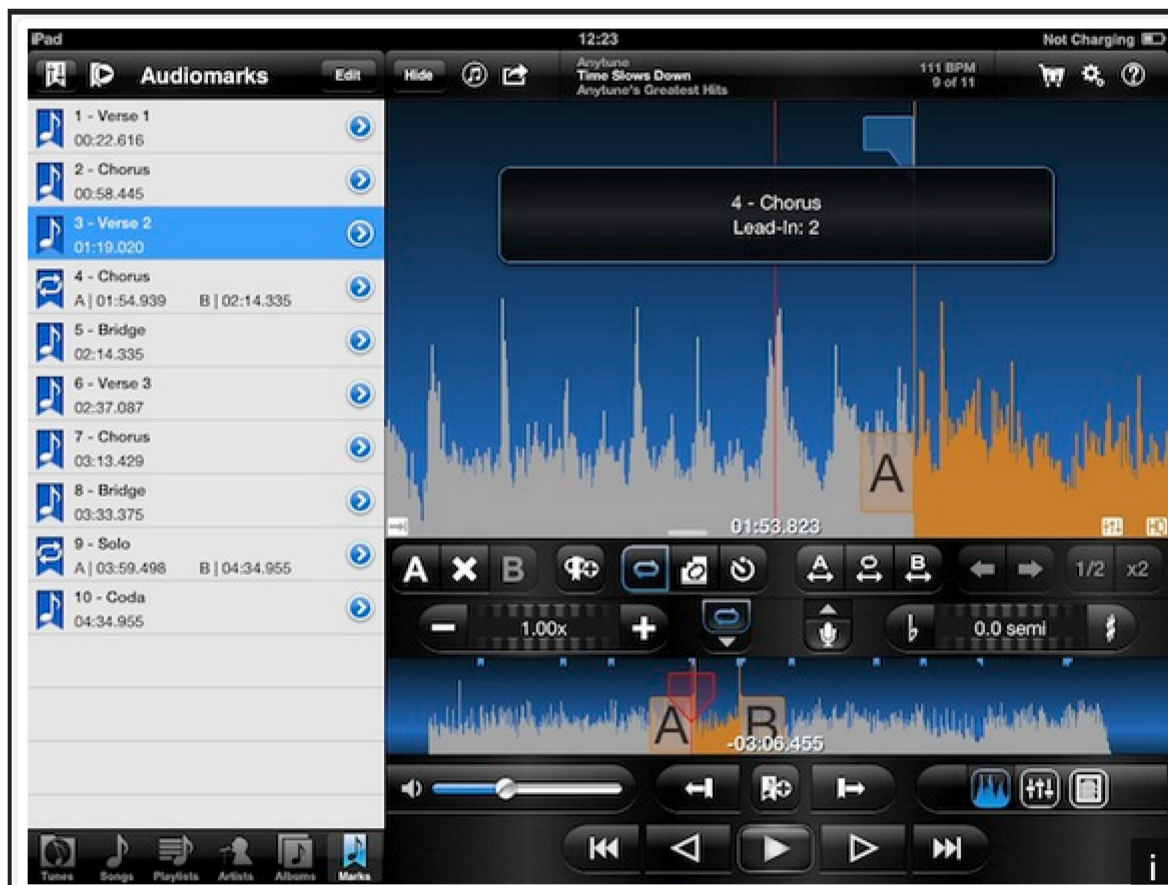 iPad
12:23
Not Charging
Audiomarks
Edit
Hide
Anytune
Time Slows Down
Anytune's Greatest Hits
111 BPM
9 of 11
1 - Verse 1
00:22.616
2 - Chorus
00:58.445
3 - Verse 2
01:19.020
4 - Chorus
A | 01:54.939 B | 02:14.335
5 - Bridge
02:14.335
6 - Verse 3
02:37.087
7 - Chorus
03:13.429
8 - Bridge
03:33.375
9 - Solo
A | 03:59.498 B | 04:34.955
10 - Coda
04:34.955
4 - Chorus
Lead-In: 2
A
01:53.823
HQ
A B A B 1/2 x2
1.00x
0.0 semi
A B
-03:06.455
Tunes Songs Playlists Artists Albums Marks
i